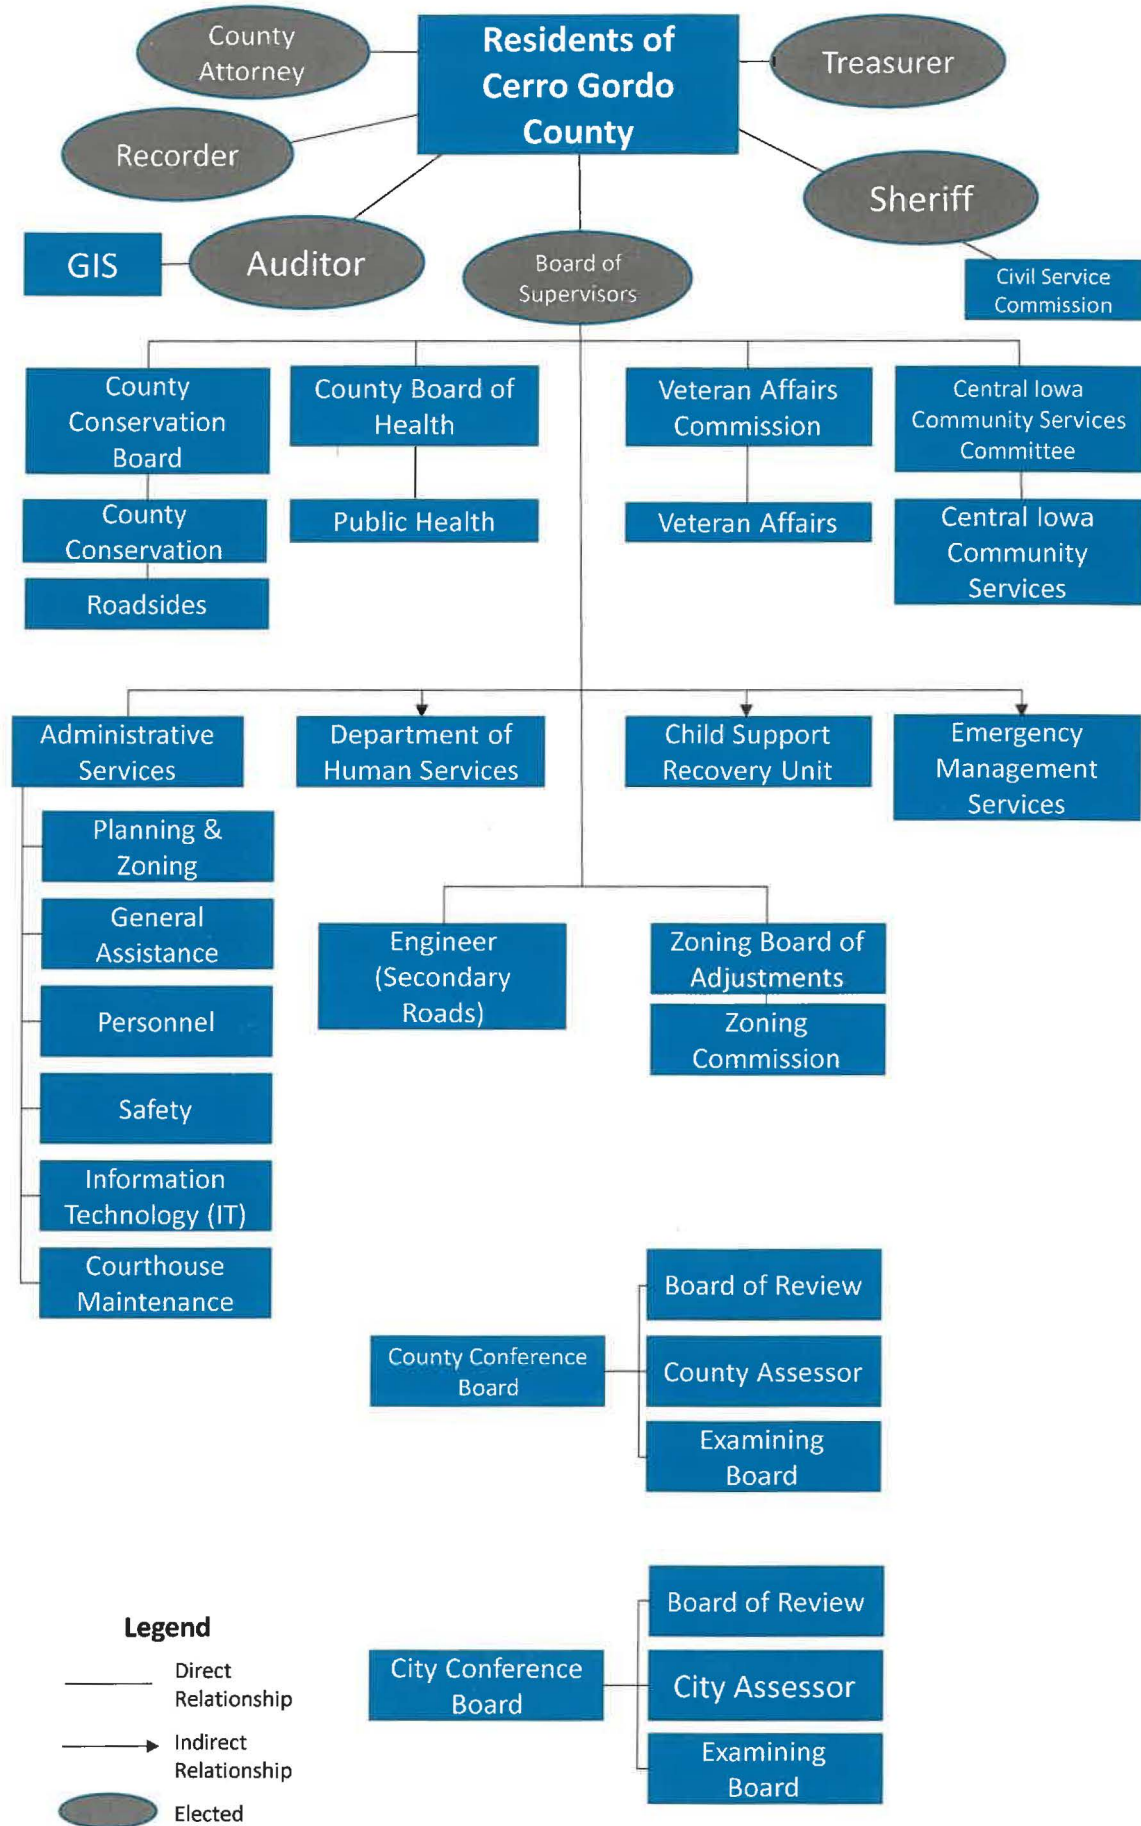 County
Attorney
Residents of
Cerro Gordo
County
Treasurer
Recorder
Sheriff
GIS
Auditor
Board of
Supervisors
Civil Service
Commission
County
Conservation
Board
County Board of
Health
Veteran Affairs
Commission
Central Iowa
Community Services
Committee
County
Conservation
Public Health
Veteran Affairs
Central Iowa
Community
Services
Roadsides
Administrative
Services
Department of
Human Services
Child Support
Recovery Unit
Emergency
Management
Services
Planning &
Zoning
General
Assistance
Personnel
Safety
Information
Technology (IT)
Courthouse
Maintenance
Engineer
(Secondary
Roads)
Zoning Board of
Adjustments
Zoning
Commission
County Conference
Board
Board of Review
County Assessor
Examining
Board
City Conference
Board
Board of Review
City Assessor
Examining
Board
Legend
Direct
Relationship
Indirect
Relationship
Elected